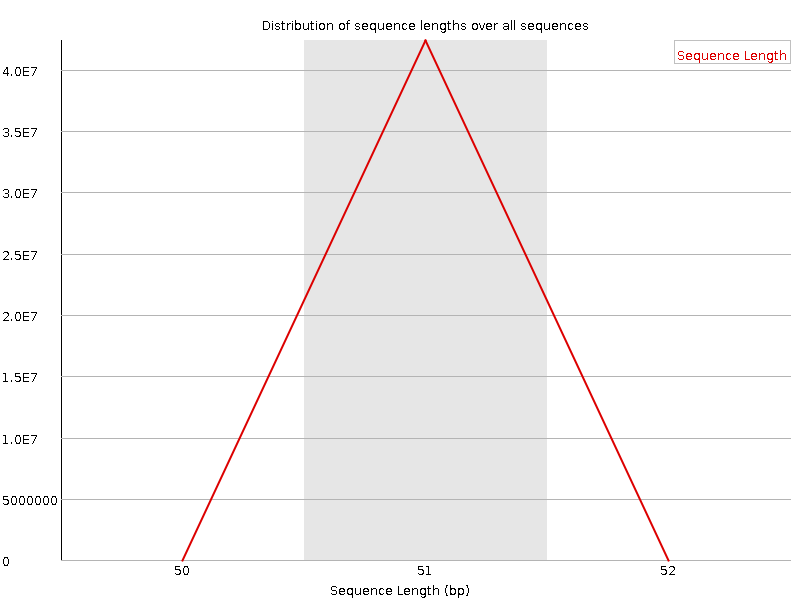 Distribution of sequence lengths over all sequences
Sequence Length
4.0E7
3.5E7
3.0E7
2.5E7
2.0E7
1.5E7
1.0E7
5000000
0
50 51 52
Sequence Length (bp)